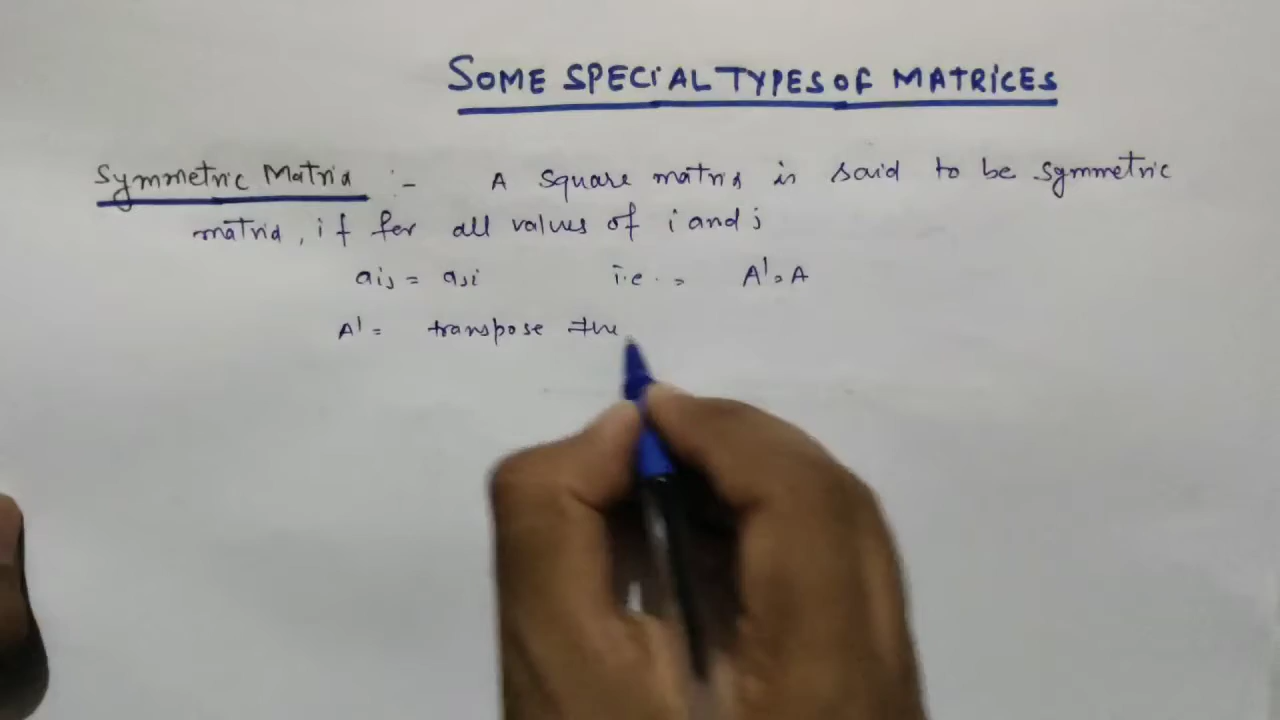 SOME SPECIAL TYPES OF MATRICES
Symmetric Matrix :- A square matrix is said to be symmetric
matrix, if for all values of i and j
aij = aji i.e. = A' = A
A' = transpose the